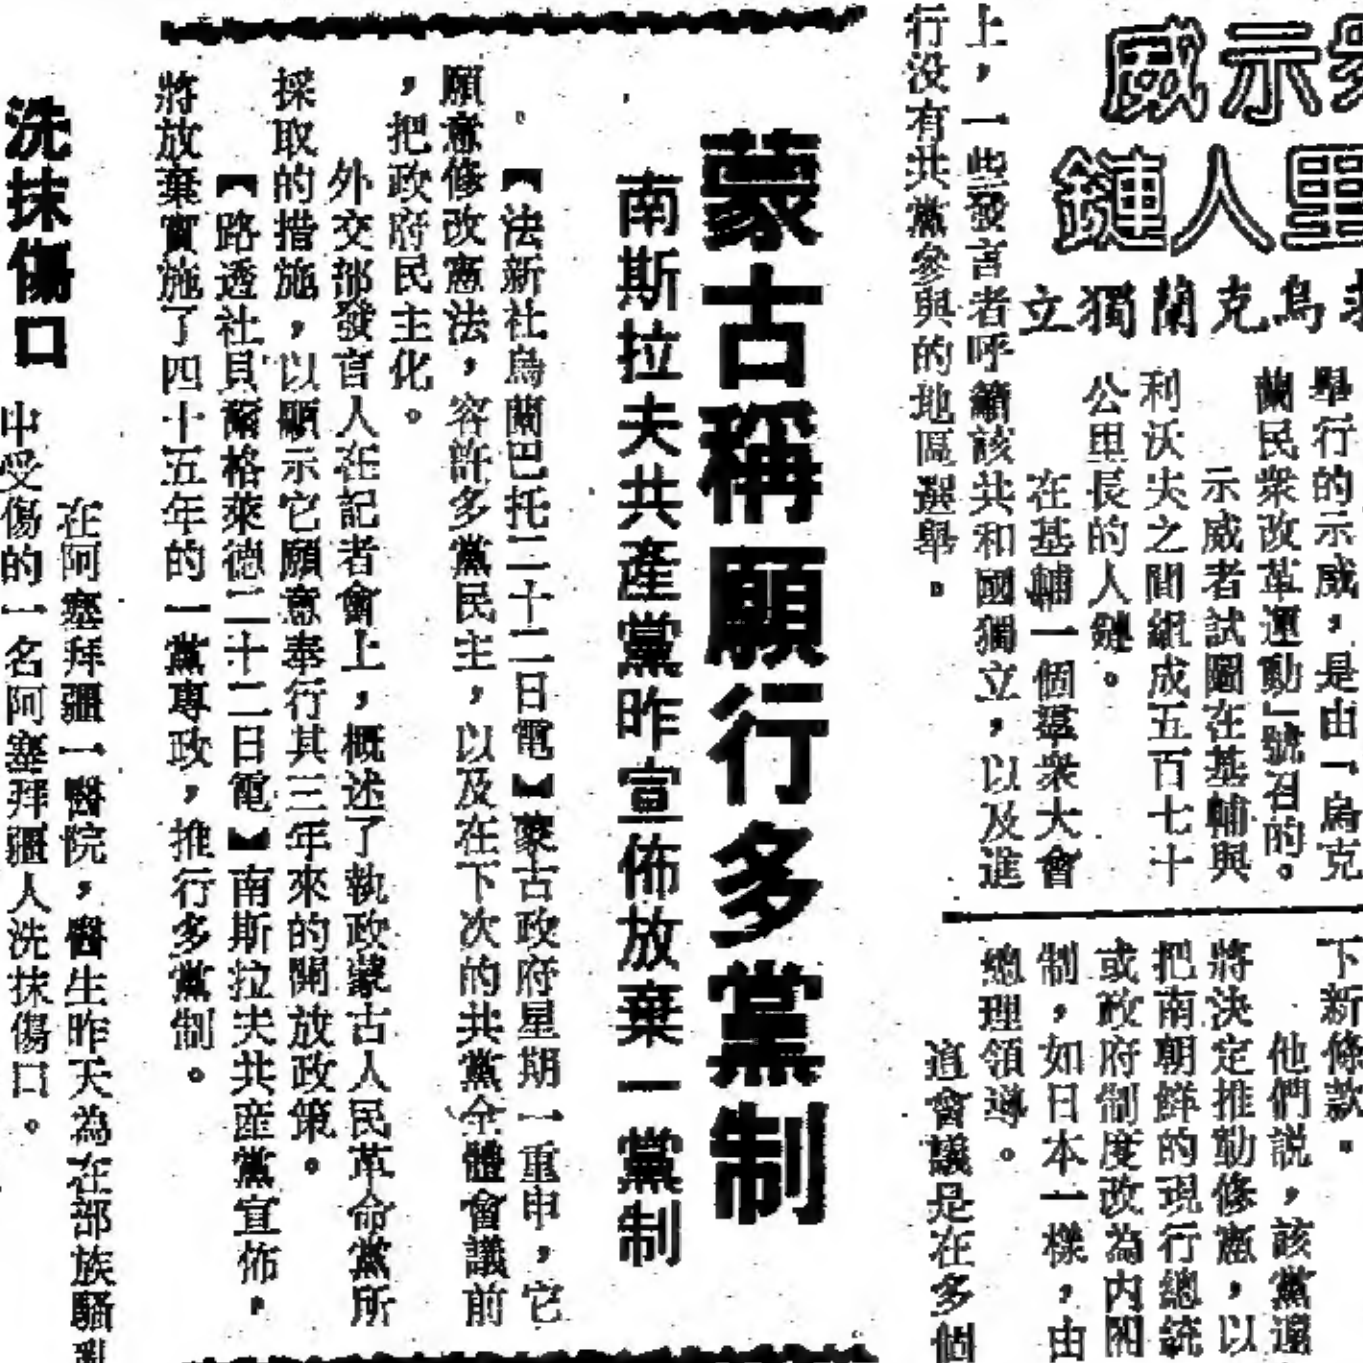 衆示威
里人鏈
烏克蘭獨立
舉行的示威，是由「烏克
蘭民衆改革運動」號召的。
示威者試圖在基輔與
利沃夫之間組成五百七十
公里長的人鏈。
在基輔一個羣衆大會
上，一些發言者呼籲該共和國獨立，以及進
行没有共黨參與的地區選舉。
下新條款。
他們説，該黨還
將決定推動修憲，以
把南朝鮮的現行總統
或政府制度改為内閣
制，如日本一樣，由
總理領導。
這會議是在多個
蒙古稱願行多黨制
南斯拉夫共產黨昨宣佈放棄一黨制
【法新社烏蘭巴托二十二日電】蒙古政府星期一重申，它
願意修改憲法，容許多黨民主，以及在下次的共黨全體會議前
，把政府民主化。
外交部發言人在記者會上，概述了執政蒙古人民革命黨所
採取的措施，以顯示它願意奉行其三年來的開放政策。
【路透社貝爾格萊德二十二日電】南斯拉夫共產黨宣佈，
將放棄實施了四十五年的一黨專政，推行多黨制。
洗抹傷口
在阿塞拜疆一醫院，醫生昨天為在部族騷亂
中受傷的一名阿塞拜疆人洗抹傷口。